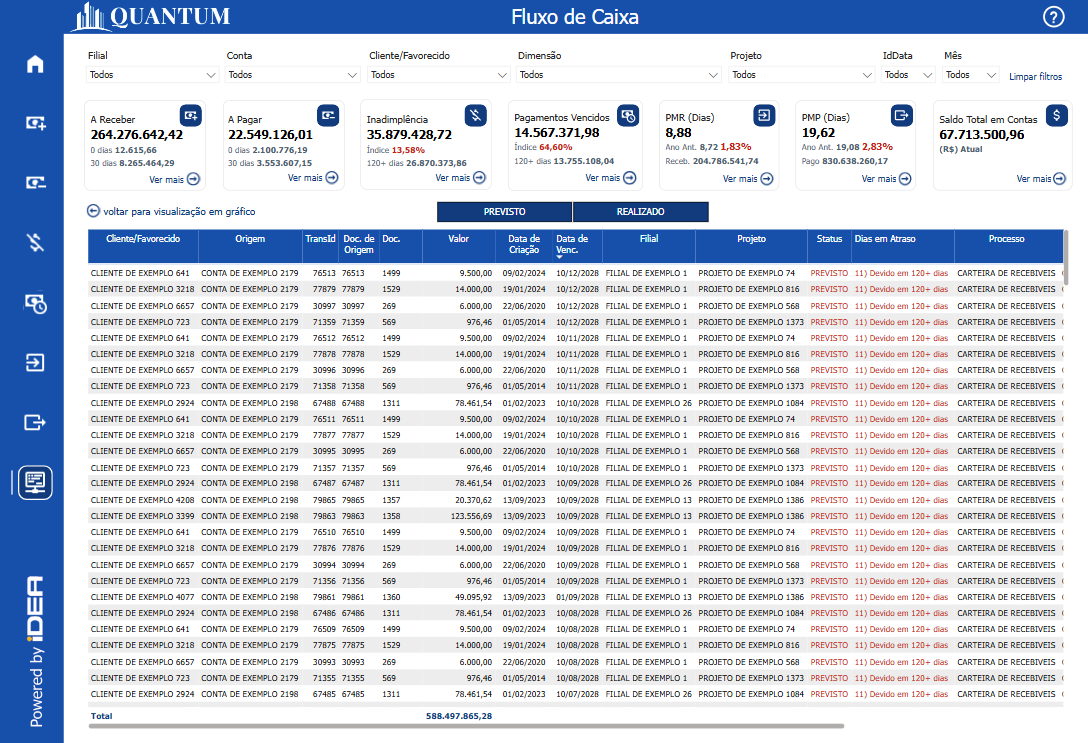 QUANTUM
Fluxo de Caixa
?
Filial Conta Cliente/Favorecido Dimensão Projeto IdData Mês
Todos Todos Todos Todos Todos Todos Todos Limpar filtros
A Receber
264.276.642,42
0 dias 12.615,66
30 dias 8.265.464,29
Ver mais
A Pagar
22.549.126,01
0 dias 2.100.776,19
30 dias 3.553.607,15
Ver mais
Inadimplência
35.879.428,72
Índice 13,58%
120+ dias 26.870.373,86
Ver mais
Pagamentos Vencidos
14.567.371,98
Índice 64,60%
120+ dias 13.755.108,04
Ver mais
PMR (Dias)
8,88
Ano Ant. 8,72 1,83%
Receb. 204.786.541,74
Ver mais
PMP (Dias)
19,62
Ano Ant. 19,08 2,83%
Pago 830.638.260,17
Ver mais
Saldo Total em Contas
67.713.500,96
(R$) Atual
Ver mais
voltar para visualização em gráfico
PREVISTO REALIZADO
Cliente/Favorecido Origem TransId Doc. de Origem Doc. Valor Data de Criação Data de Venc. Filial Projeto Status Dias em Atraso Processo
CLIENTE DE EXEMPLO 641 CONTA DE EXEMPLO 2179 76513 76513 1499 9.500,00 09/02/2024 10/12/2028 FILIAL DE EXEMPLO 1 PROJETO DE EXEMPLO 74 PREVISTO 11) Devido em 120+ dias CARTEIRA DE RECEBIVEIS
CLIENTE DE EXEMPLO 3218 CONTA DE EXEMPLO 2179 77879 77879 1529 14.000,00 19/01/2024 10/12/2028 FILIAL DE EXEMPLO 1 PROJETO DE EXEMPLO 816 PREVISTO 11) Devido em 120+ dias CARTEIRA DE RECEBIVEIS
CLIENTE DE EXEMPLO 6657 CONTA DE EXEMPLO 2179 30997 30997 269 6.000,00 22/06/2020 10/12/2028 FILIAL DE EXEMPLO 1 PROJETO DE EXEMPLO 568 PREVISTO 11) Devido em 120+ dias CARTEIRA DE RECEBIVEIS
CLIENTE DE EXEMPLO 723 CONTA DE EXEMPLO 2179 71359 71359 569 976,46 01/05/2014 10/12/2028 FILIAL DE EXEMPLO 1 PROJETO DE EXEMPLO 1373 PREVISTO 11) Devido em 120+ dias CARTEIRA DE RECEBIVEIS
CLIENTE DE EXEMPLO 641 CONTA DE EXEMPLO 2179 76512 76512 1499 9.500,00 09/02/2024 10/11/2028 FILIAL DE EXEMPLO 1 PROJETO DE EXEMPLO 74 PREVISTO 11) Devido em 120+ dias CARTEIRA DE RECEBIVEIS
CLIENTE DE EXEMPLO 3218 CONTA DE EXEMPLO 2179 77878 77878 1529 14.000,00 19/01/2024 10/11/2028 FILIAL DE EXEMPLO 1 PROJETO DE EXEMPLO 816 PREVISTO 11) Devido em 120+ dias CARTEIRA DE RECEBIVEIS
CLIENTE DE EXEMPLO 6657 CONTA DE EXEMPLO 2179 30996 30996 269 6.000,00 22/06/2020 10/11/2028 FILIAL DE EXEMPLO 1 PROJETO DE EXEMPLO 568 PREVISTO 11) Devido em 120+ dias CARTEIRA DE RECEBIVEIS
CLIENTE DE EXEMPLO 723 CONTA DE EXEMPLO 2179 71358 71358 569 976,46 01/05/2014 10/11/2028 FILIAL DE EXEMPLO 1 PROJETO DE EXEMPLO 1373 PREVISTO 11) Devido em 120+ dias CARTEIRA DE RECEBIVEIS
CLIENTE DE EXEMPLO 2924 CONTA DE EXEMPLO 2198 67488 67488 1311 78.461,54 01/02/2023 10/10/2028 FILIAL DE EXEMPLO 26 PROJETO DE EXEMPLO 1084 PREVISTO 11) Devido em 120+ dias CARTEIRA DE RECEBIVEIS
CLIENTE DE EXEMPLO 641 CONTA DE EXEMPLO 2179 76511 76511 1499 9.500,00 09/02/2024 10/10/2028 FILIAL DE EXEMPLO 1 PROJETO DE EXEMPLO 74 PREVISTO 11) Devido em 120+ dias CARTEIRA DE RECEBIVEIS
CLIENTE DE EXEMPLO 3218 CONTA DE EXEMPLO 2179 77877 77877 1529 14.000,00 19/01/2024 10/10/2028 FILIAL DE EXEMPLO 1 PROJETO DE EXEMPLO 816 PREVISTO 11) Devido em 120+ dias CARTEIRA DE RECEBIVEIS
CLIENTE DE EXEMPLO 6657 CONTA DE EXEMPLO 2179 30995 30995 269 6.000,00 22/06/2020 10/10/2028 FILIAL DE EXEMPLO 1 PROJETO DE EXEMPLO 568 PREVISTO 11) Devido em 120+ dias CARTEIRA DE RECEBIVEIS
CLIENTE DE EXEMPLO 723 CONTA DE EXEMPLO 2179 71357 71357 569 976,46 01/05/2014 10/10/2028 FILIAL DE EXEMPLO 1 PROJETO DE EXEMPLO 1373 PREVISTO 11) Devido em 120+ dias CARTEIRA DE RECEBIVEIS
CLIENTE DE EXEMPLO 2924 CONTA DE EXEMPLO 2198 67487 67487 1311 78.461,54 01/02/2023 10/09/2028 FILIAL DE EXEMPLO 26 PROJETO DE EXEMPLO 1084 PREVISTO 11) Devido em 120+ dias CARTEIRA DE RECEBIVEIS
CLIENTE DE EXEMPLO 4208 CONTA DE EXEMPLO 2198 79865 79865 1357 20.370,62 13/09/2023 10/09/2028 FILIAL DE EXEMPLO 13 PROJETO DE EXEMPLO 1386 PREVISTO 11) Devido em 120+ dias CARTEIRA DE RECEBIVEIS
CLIENTE DE EXEMPLO 3399 CONTA DE EXEMPLO 2198 79863 79863 1358 123.556,69 13/09/2023 10/09/2028 FILIAL DE EXEMPLO 13 PROJETO DE EXEMPLO 1386 PREVISTO 11) Devido em 120+ dias CARTEIRA DE RECEBIVEIS
CLIENTE DE EXEMPLO 641 CONTA DE EXEMPLO 2179 76510 76510 1499 9.500,00 09/02/2024 10/09/2028 FILIAL DE EXEMPLO 1 PROJETO DE EXEMPLO 74 PREVISTO 11) Devido em 120+ dias CARTEIRA DE RECEBIVEIS
CLIENTE DE EXEMPLO 3218 CONTA DE EXEMPLO 2179 77876 77876 1529 14.000,00 19/01/2024 10/09/2028 FILIAL DE EXEMPLO 1 PROJETO DE EXEMPLO 816 PREVISTO 11) Devido em 120+ dias CARTEIRA DE RECEBIVEIS
CLIENTE DE EXEMPLO 6657 CONTA DE EXEMPLO 2179 30994 30994 269 6.000,00 22/06/2020 10/09/2028 FILIAL DE EXEMPLO 1 PROJETO DE EXEMPLO 568 PREVISTO 11) Devido em 120+ dias CARTEIRA DE RECEBIVEIS
CLIENTE DE EXEMPLO 723 CONTA DE EXEMPLO 2179 71356 71356 569 976,46 01/05/2014 10/09/2028 FILIAL DE EXEMPLO 1 PROJETO DE EXEMPLO 1373 PREVISTO 11) Devido em 120+ dias CARTEIRA DE RECEBIVEIS
CLIENTE DE EXEMPLO 4077 CONTA DE EXEMPLO 2198 79861 79861 1360 49.095,92 13/09/2023 01/09/2028 FILIAL DE EXEMPLO 13 PROJETO DE EXEMPLO 1386 PREVISTO 11) Devido em 120+ dias CARTEIRA DE RECEBIVEIS
CLIENTE DE EXEMPLO 2924 CONTA DE EXEMPLO 2198 67486 67486 1311 78.461,54 01/02/2023 10/08/2028 FILIAL DE EXEMPLO 26 PROJETO DE EXEMPLO 1084 PREVISTO 11) Devido em 120+ dias CARTEIRA DE RECEBIVEIS
CLIENTE DE EXEMPLO 641 CONTA DE EXEMPLO 2179 76509 76509 1499 9.500,00 09/02/2024 10/08/2028 FILIAL DE EXEMPLO 1 PROJETO DE EXEMPLO 74 PREVISTO 11) Devido em 120+ dias CARTEIRA DE RECEBIVEIS
CLIENTE DE EXEMPLO 3218 CONTA DE EXEMPLO 2179 77875 77875 1529 14.000,00 19/01/2024 10/08/2028 FILIAL DE EXEMPLO 1 PROJETO DE EXEMPLO 816 PREVISTO 11) Devido em 120+ dias CARTEIRA DE RECEBIVEIS
CLIENTE DE EXEMPLO 6657 CONTA DE EXEMPLO 2179 30993 30993 269 6.000,00 22/06/2020 10/08/2028 FILIAL DE EXEMPLO 1 PROJETO DE EXEMPLO 568 PREVISTO 11) Devido em 120+ dias CARTEIRA DE RECEBIVEIS
CLIENTE DE EXEMPLO 723 CONTA DE EXEMPLO 2179 71355 71355 569 976,46 01/05/2014 10/08/2028 FILIAL DE EXEMPLO 1 PROJETO DE EXEMPLO 1373 PREVISTO 11) Devido em 120+ dias CARTEIRA DE RECEBIVEIS
CLIENTE DE EXEMPLO 2924 CONTA DE EXEMPLO 2198 67485 67485 1311 78.461,54 01/02/2023 10/07/2028 FILIAL DE EXEMPLO 26 PROJETO DE EXEMPLO 1084 PREVISTO 11) Devido em 120+ dias CARTEIRA DE RECEBIVEIS
Total 588.497.865,28
Powered by iDEA